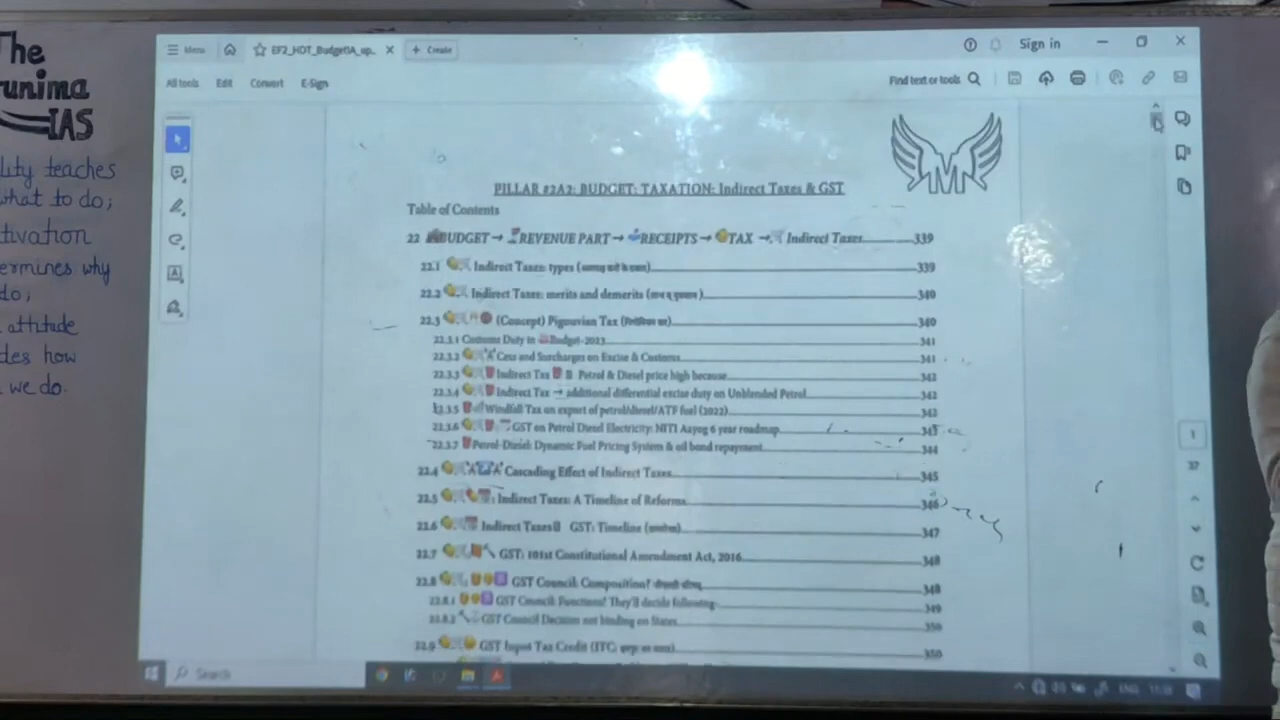 The
runima
IAS
lity teaches
what to do;
tivation
ermines why
do;
attitude
des how
we do.
Menu
EF2_HDT_Budget
+ Create
Sign in
All tools Edit Convert E-Sign
Find text or tools
M
PILLAR #2A2: BUDGET: TAXATION: Indirect Taxes & GST
Table of Contents
22 BUDGET→ REVENUE PART→ RECEIPTS→ TAX → Indirect Taxes 339
22.1 Indirect Taxes: types 339
22.2 Indirect Taxes: merits and demerits 340
22.3 (Concept) Pigouvian Tax 340
22.3.1 Customs Duty in Budget-2023 341
22.3.2 Cess and Surcharges on Excise & Customs 341
22.3.3 Indirect Tax Petrol & Diesel price high because 342
22.3.4 Indirect Tax → additional differential excise duty on Unblended Petrol 342
22.3.5 Windfall Tax on export of petrol/diesel/ATF fuel (2022) 342
22.3.6 GST on Petrol Diesel Electricity: NITI Aayog 6 year roadmap 343
22.3.7 Petrol-Diesel: Dynamic Fuel Pricing System & oil bond repayment 344
22.4 Cascading Effect of Indirect Taxes 345
22.5 : Indirect Taxes: A Timeline of Reforms 346
22.6 Indirect Taxes GST: Timeline 347
22.7 GST: 101st Constitutional Amendment Act, 2016 348
22.8 GST Council: Composition? 348
22.8.1 GST Council: Functions? They'll decide following 349
22.8.2 GST Council Decision not binding on States 350
22.9 GST Input Tax Credit (ITC: 350
1
37
Search
ENG